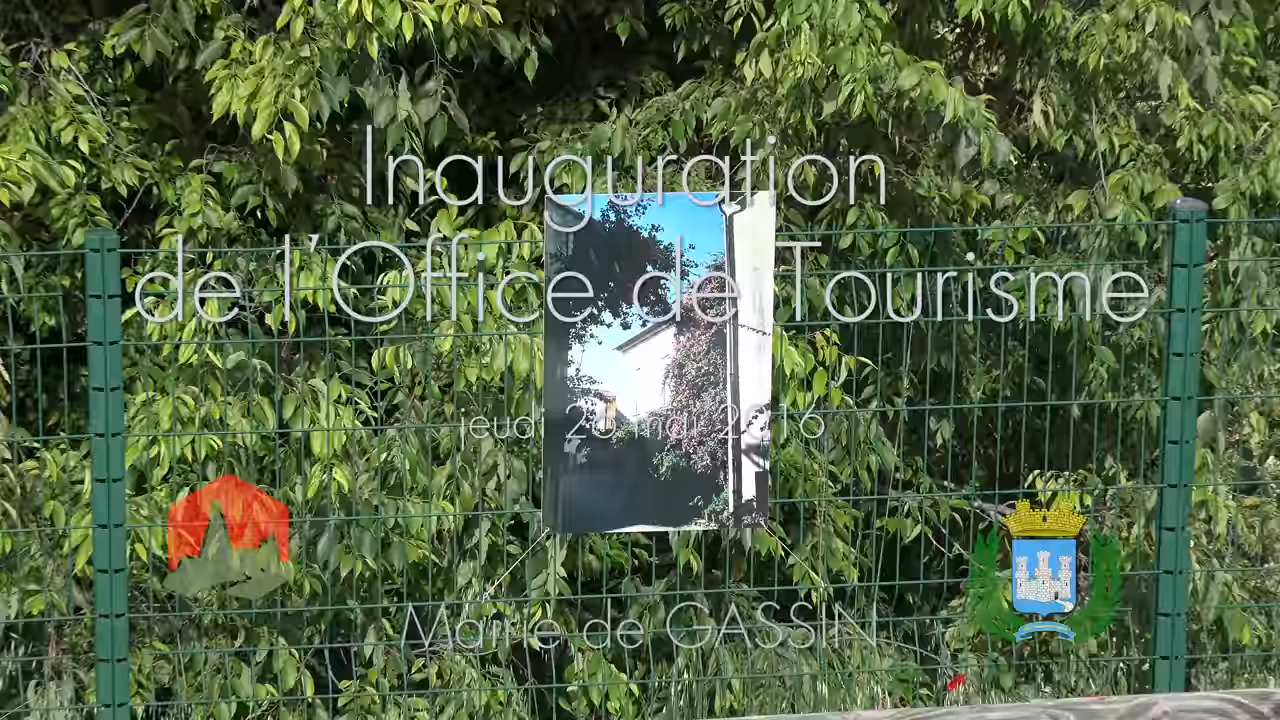 Inauguration
de l'Office de Tourisme
jeudi 26 mai 2016
Mairie de GASSIN